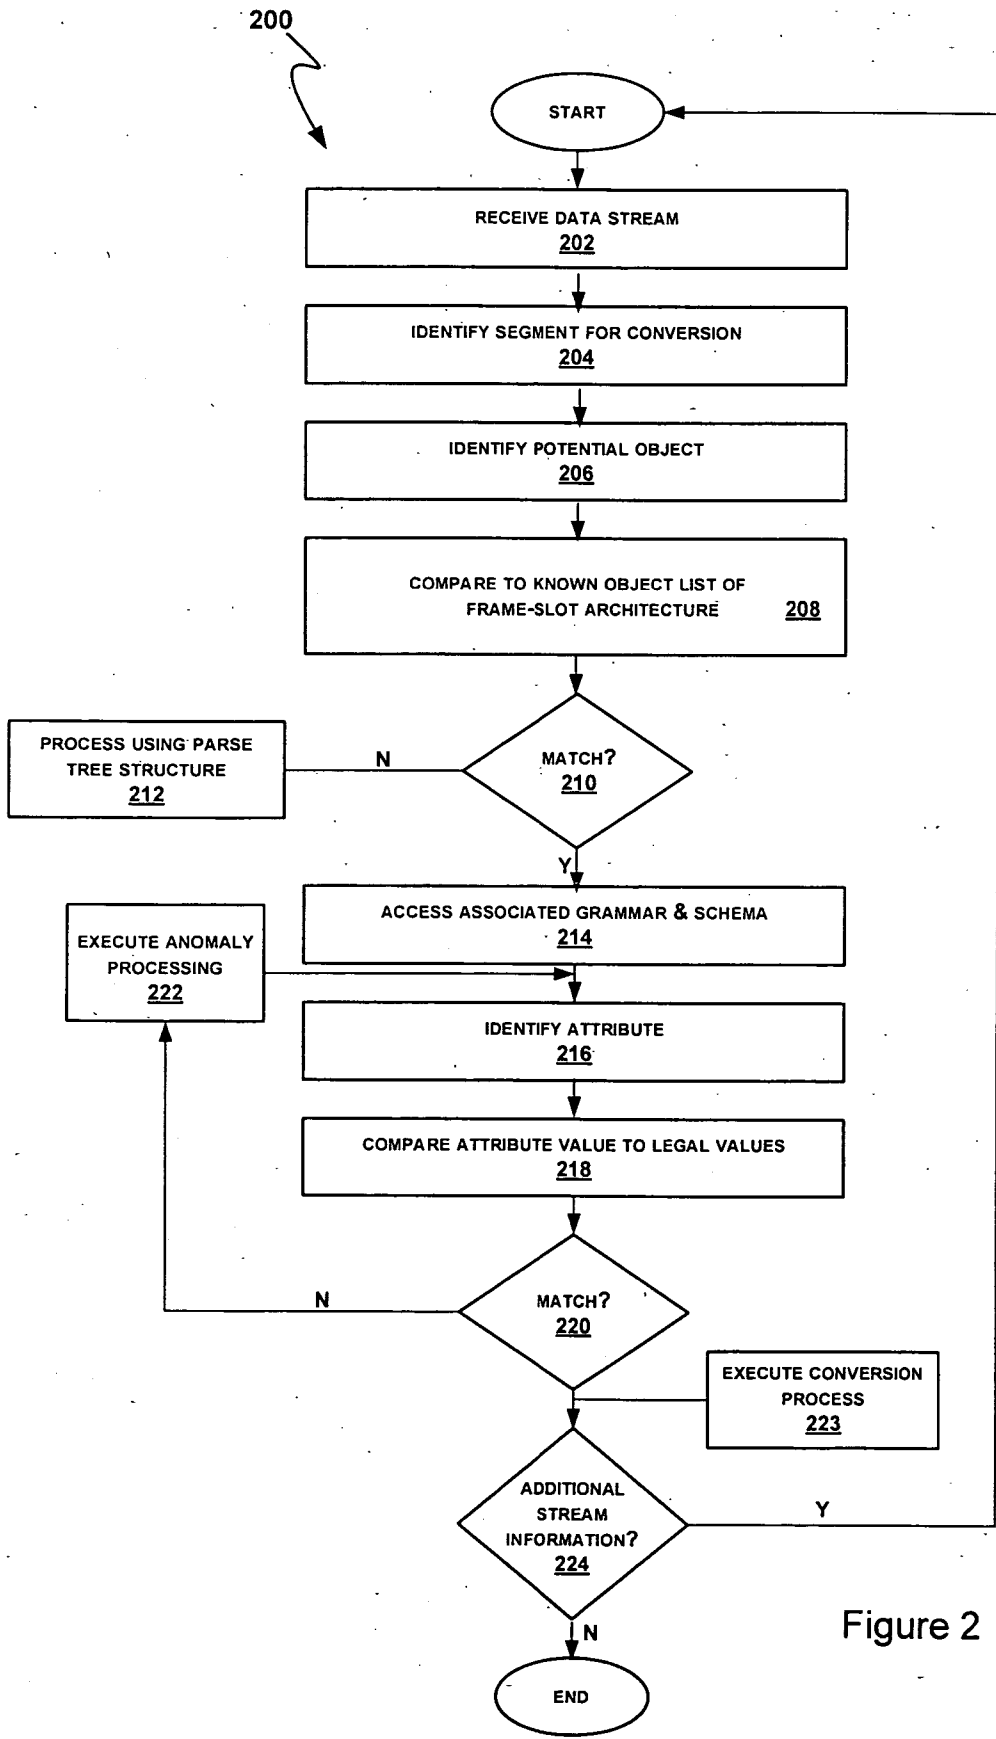 200
START
RECEIVE DATA STREAM
202
IDENTIFY SEGMENT FOR CONVERSION
204
IDENTIFY POTENTIAL OBJECT
206
COMPARE TO KNOWN OBJECT LIST OF
FRAME-SLOT ARCHITECTURE
208
MATCH?
210
N
PROCESS USING PARSE
TREE STRUCTURE
212
Y
ACCESS ASSOCIATED GRAMMAR & SCHEMA
214
EXECUTE ANOMALY
PROCESSING
222
IDENTIFY ATTRIBUTE
216
COMPARE ATTRIBUTE VALUE TO LEGAL VALUES
218
MATCH?
220
N
EXECUTE CONVERSION
PROCESS
223
ADDITIONAL
STREAM
INFORMATION?
224
Y
N
END
Figure 2